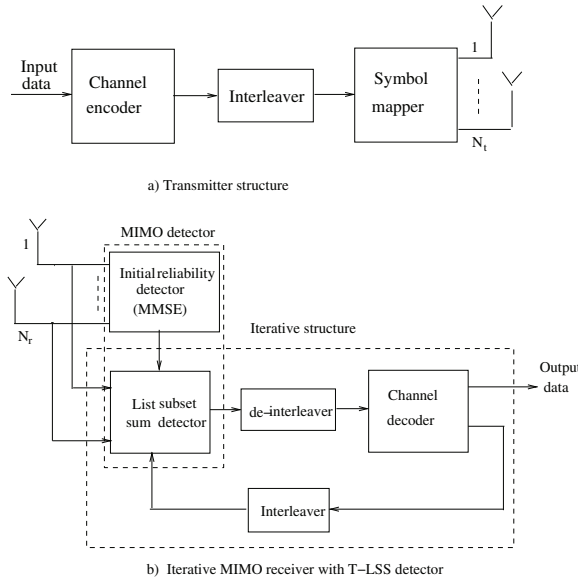 Input
data
Channel
encoder
Interleaver
Symbol
mapper
1
N_t
a) Transmitter structure
MIMO detector
1
Initial reliability
detector
(MMSE)
N_r
Iterative structure
List subset
sum detector
de-interleaver
Channel
decoder
Output
data
Interleaver
b) Iterative MIMO receiver with T-LSS detector